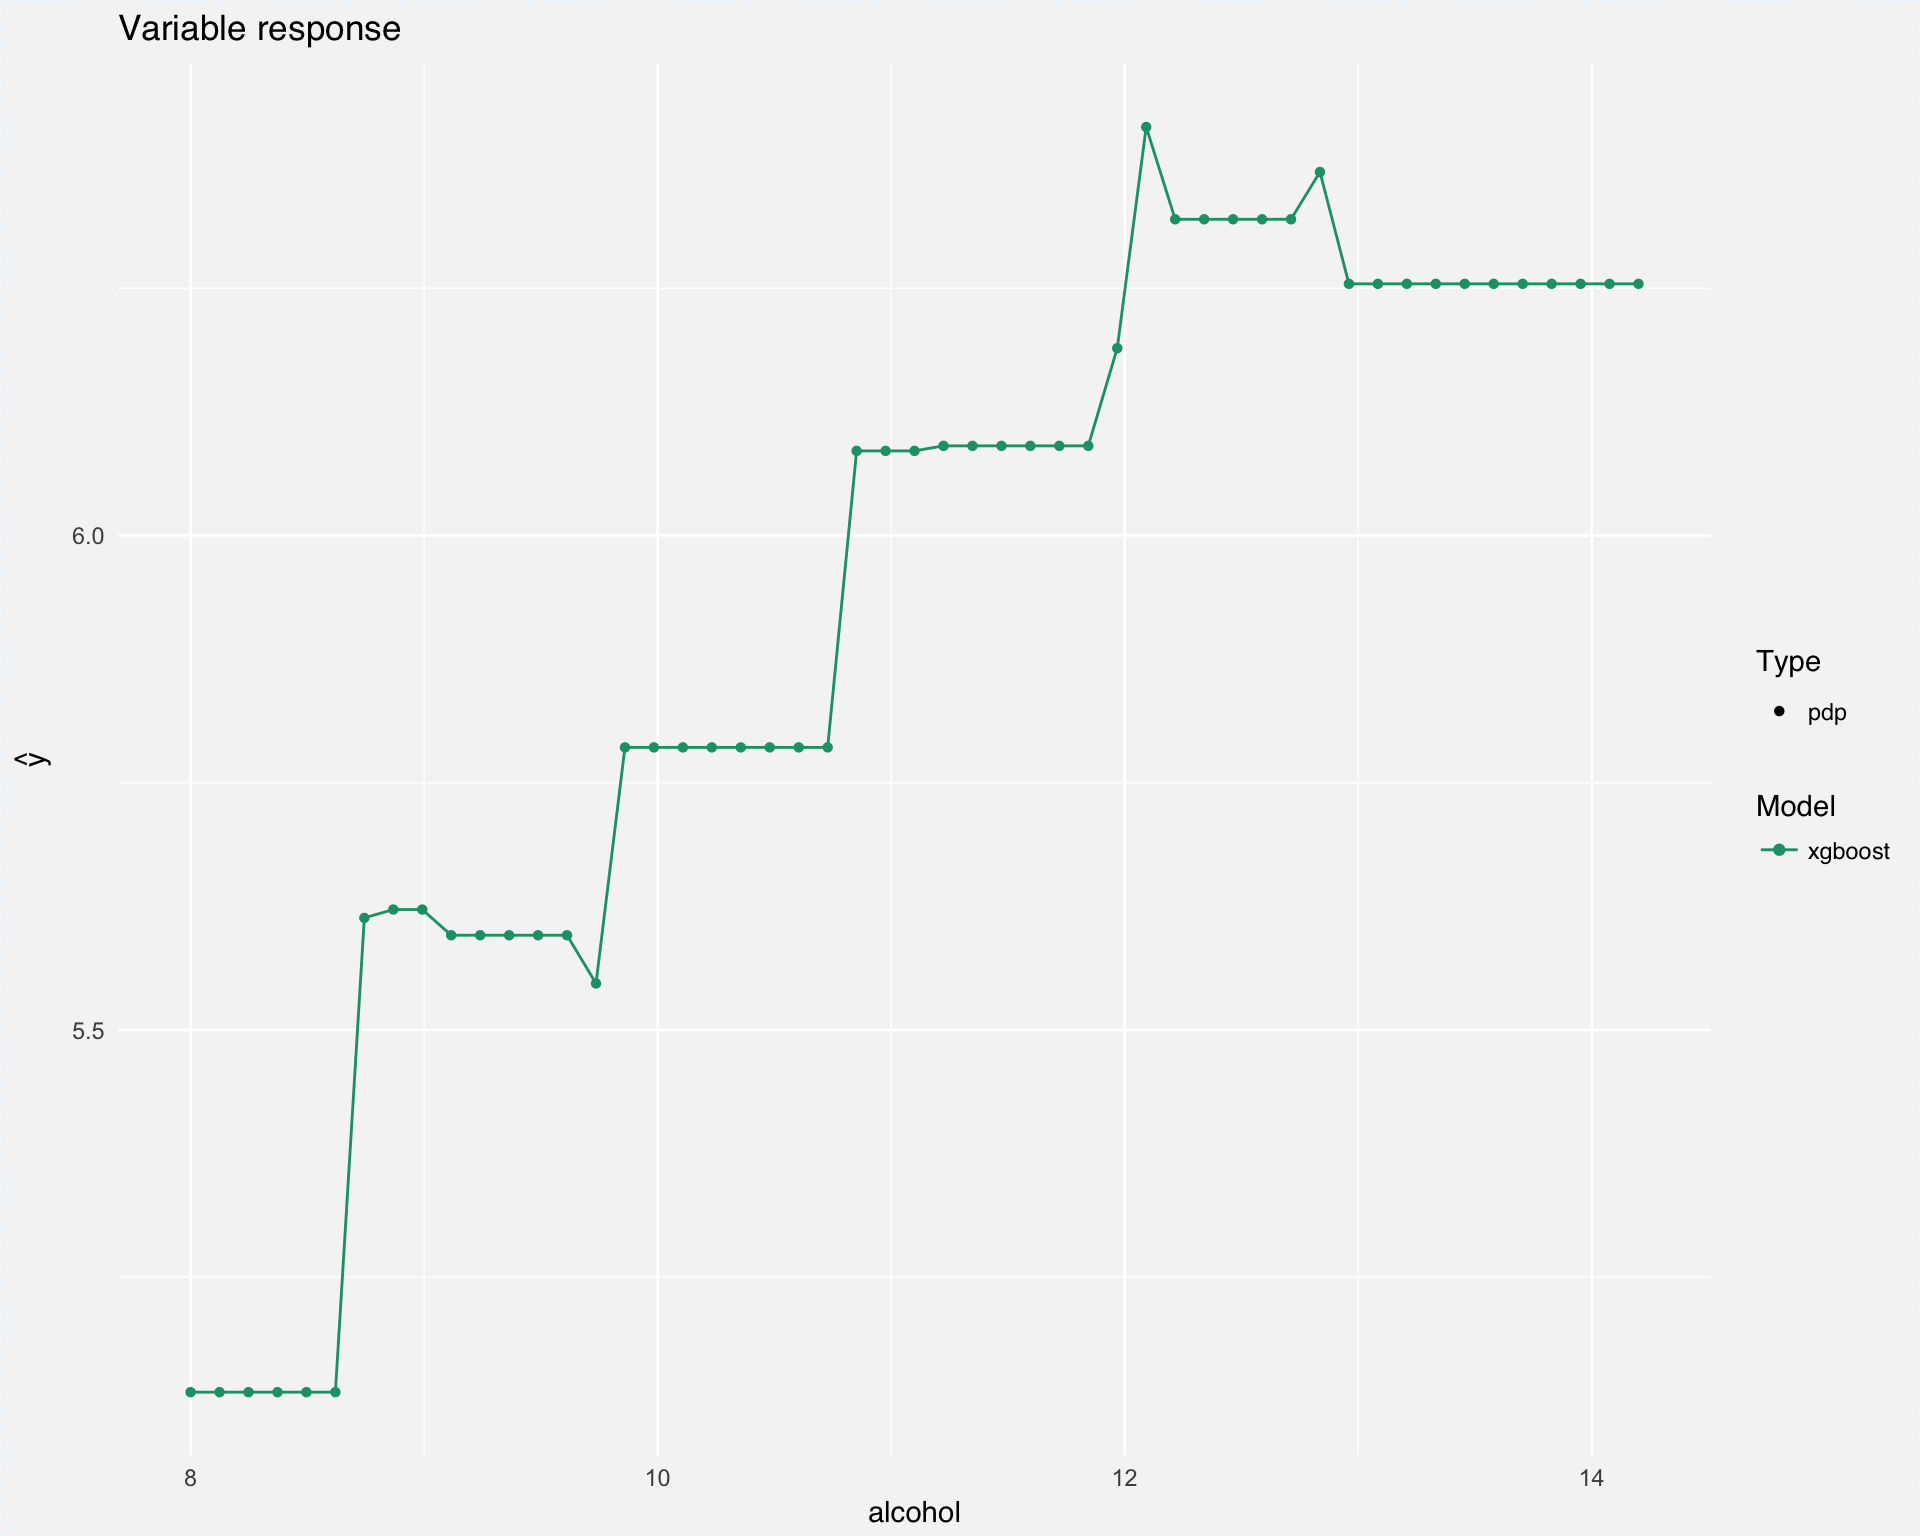 Variable response
6.0
5.5
ŷ
8 10 12 14
alcohol
Type
pdp
Model
xgboost